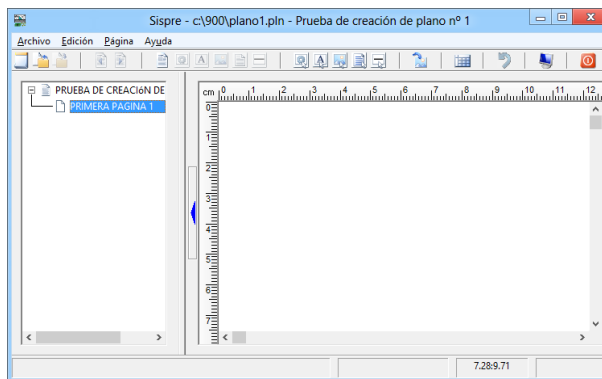 Sispre - c:\900\plano1.pln - Prueba de creación de plano nº 1
Archivo Edición Página Ayuda
PRUEBA DE CREACIóN DE
PRIMERA PAGINA 1
cm 0 1 2 3 4 5 6 7 8 9 10 11 12
0
1
2
3
4
5
6
7
7.28:9.71